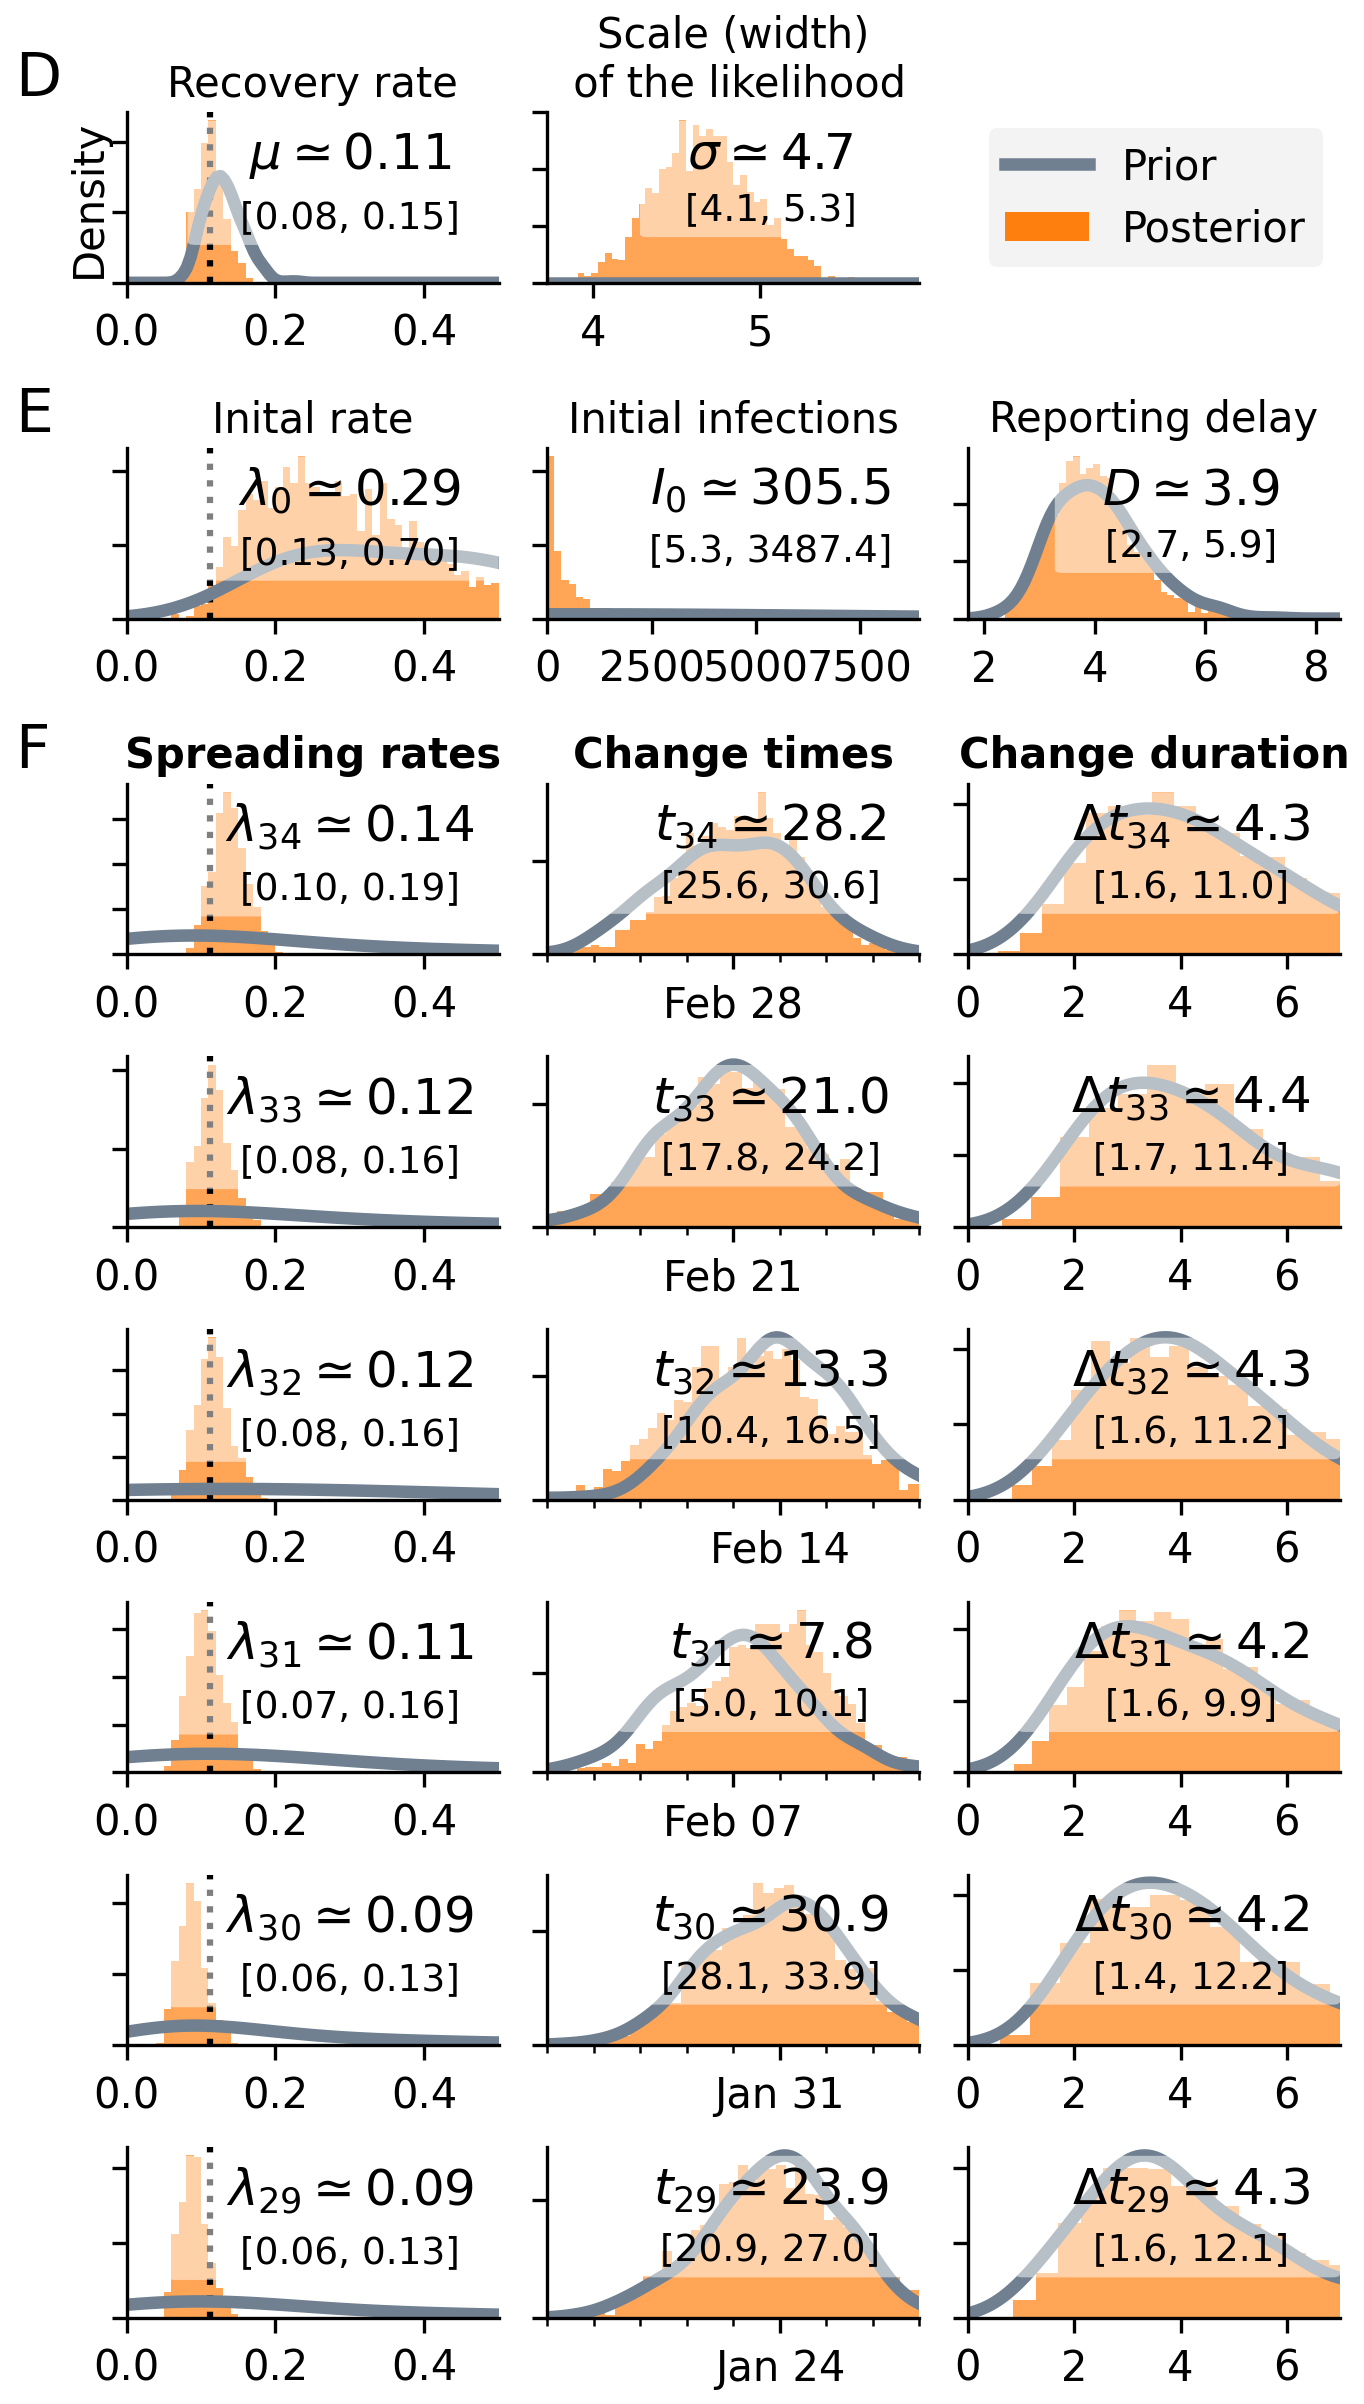 D
Recovery rate
Scale (width)
of the likelihood
Density
μ ≃ 0.11
[0.08, 0.15]
σ ≃ 4.7
[4.1, 5.3]
Prior
Posterior
0.0 0.2 0.4
4 5
E
Inital rate
Initial infections
Reporting delay
λ0 ≃ 0.29
[0.13, 0.70]
I0 ≃ 305.5
[5.3, 3487.4]
D ≃ 3.9
[2.7, 5.9]
0.0 0.2 0.4
0 2500 5000 7500
2 4 6 8
F
Spreading rates
Change times
Change duration
λ34 ≃ 0.14
[0.10, 0.19]
t34 ≃ 28.2
[25.6, 30.6]
Δt34 ≃ 4.3
[1.6, 11.0]
0.0 0.2 0.4
Feb 28
0 2 4 6
λ33 ≃ 0.12
[0.08, 0.16]
t33 ≃ 21.0
[17.8, 24.2]
Δt33 ≃ 4.4
[1.7, 11.4]
0.0 0.2 0.4
Feb 21
0 2 4 6
λ32 ≃ 0.12
[0.08, 0.16]
t32 ≃ 13.3
[10.4, 16.5]
Δt32 ≃ 4.3
[1.6, 11.2]
0.0 0.2 0.4
Feb 14
0 2 4 6
λ31 ≃ 0.11
[0.07, 0.16]
t31 ≃ 7.8
[5.0, 10.1]
Δt31 ≃ 4.2
[1.6, 9.9]
0.0 0.2 0.4
Feb 07
0 2 4 6
λ30 ≃ 0.09
[0.06, 0.13]
t30 ≃ 30.9
[28.1, 33.9]
Δt30 ≃ 4.2
[1.4, 12.2]
0.0 0.2 0.4
Jan 31
0 2 4 6
λ29 ≃ 0.09
[0.06, 0.13]
t29 ≃ 23.9
[20.9, 27.0]
Δt29 ≃ 4.3
[1.6, 12.1]
0.0 0.2 0.4
Jan 24
0 2 4 6